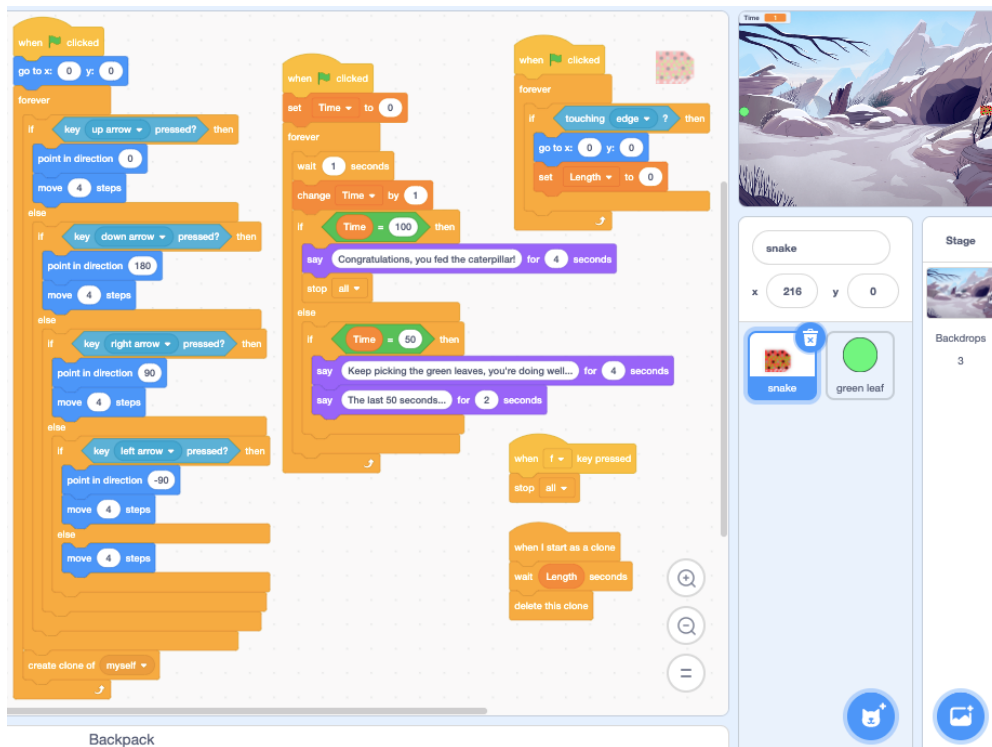 when clicked
go to x: 0 y: 0
forever
if key up arrow pressed? then
point in direction 0
move 4 steps
else
if key down arrow pressed? then
point in direction 180
move 4 steps
else
if key right arrow pressed? then
point in direction 90
move 4 steps
else
if key left arrow pressed? then
point in direction -90
move 4 steps
else
move 4 steps
create clone of myself
when clicked
set Time to 0
forever
wait 1 seconds
change Time by 1
if Time = 100 then
say Congratulations, you fed the caterpillar! for 4 seconds
stop all
else
if Time = 50 then
say Keep picking the green leaves, you're doing well... for 4 seconds
say The last 50 seconds... for 2 seconds
when clicked
forever
if touching edge ? then
go to x: 0 y: 0
set Length to 0
when f key pressed
stop all
when I start as a clone
wait Length seconds
delete this clone
Time 1
snake
x 216 y 0
snake
green leaf
Stage
Backdrops
3
Backpack